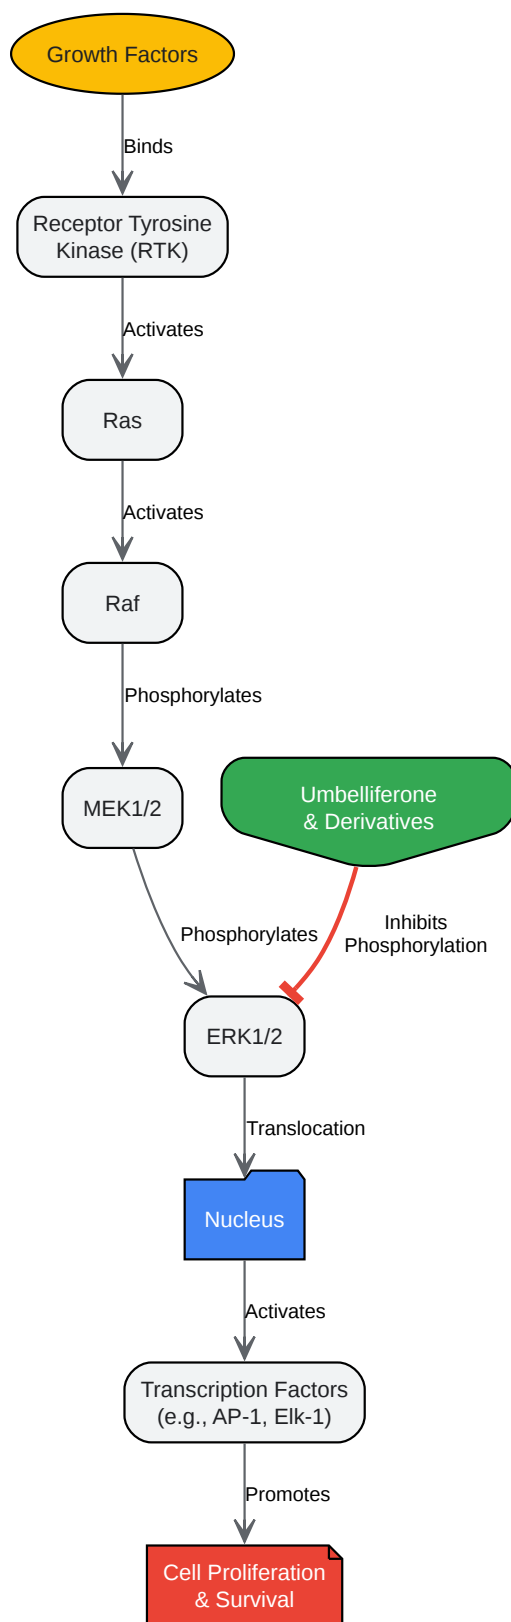 Growth Factors
Binds
Receptor Tyrosine
Kinase (RTK)
Activates
Ras
Activates
Raf
Phosphorylates
MEK1/2
Umbelliferone
& Derivatives
Phosphorylates
Inhibits
Phosphorylation
ERK1/2
Translocation
Nucleus
Activates
Transcription Factors
(e.g., AP-1, Elk-1)
Promotes
Cell Proliferation
& Survival